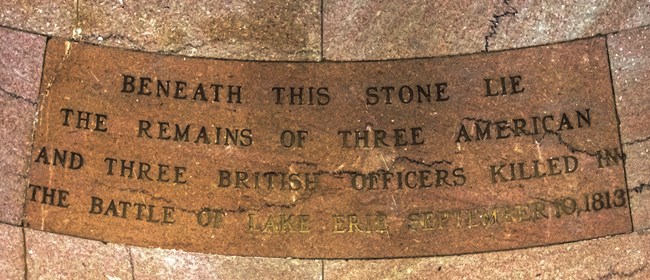 BENEATH THIS STONE LIE
THE REMAINS OF THREE AMERICAN
AND THREE BRITISH OFFICERS KILLED IN
THE BATTLE OF LAKE ERIE SEPTEMBER 10, 1813